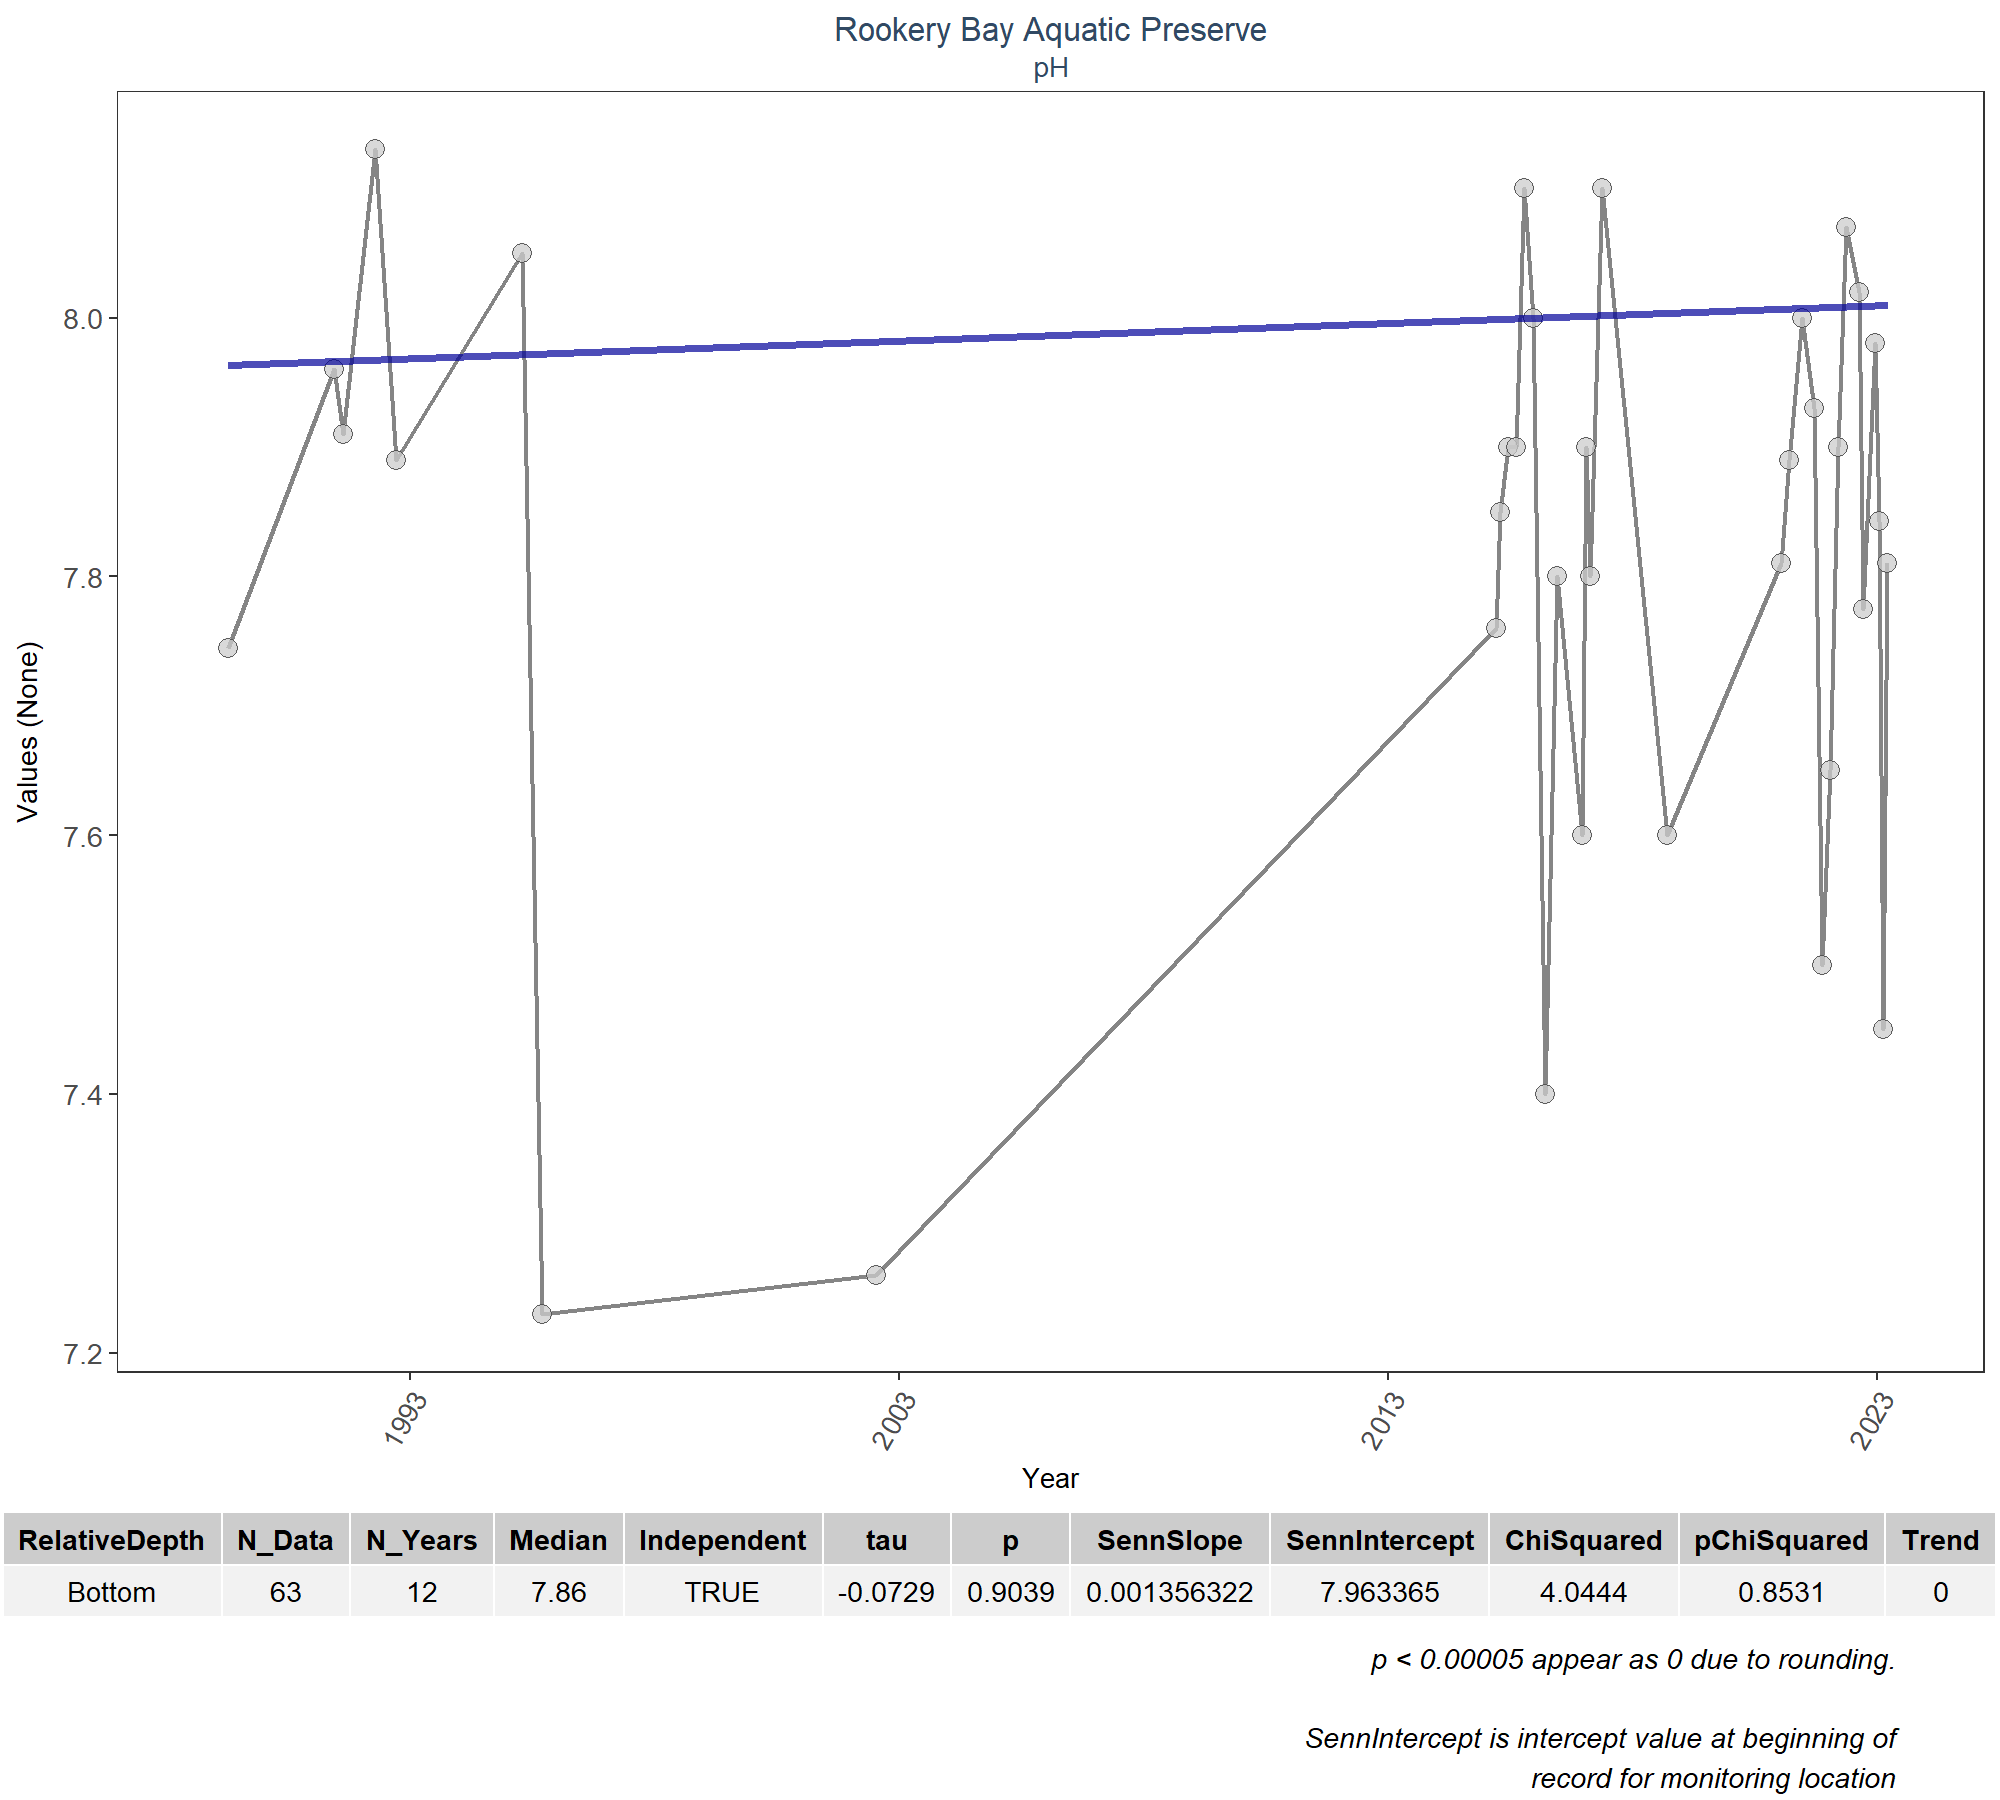 Rookery Bay Aquatic Preserve
pH
8.0
7.8
7.6
7.4
7.2
Values (None)
1993
2003
2013
2023
Year
RelativeDepth N_Data N_Years Median Independent tau p SennSlope SennIntercept ChiSquared pChiSquared Trend
Bottom 63 12 7.86 TRUE -0.0729 0.9039 0.001356322 7.963365 4.0444 0.8531 0
p < 0.00005 appear as 0 due to rounding.
SennIntercept is intercept value at beginning of
record for monitoring location